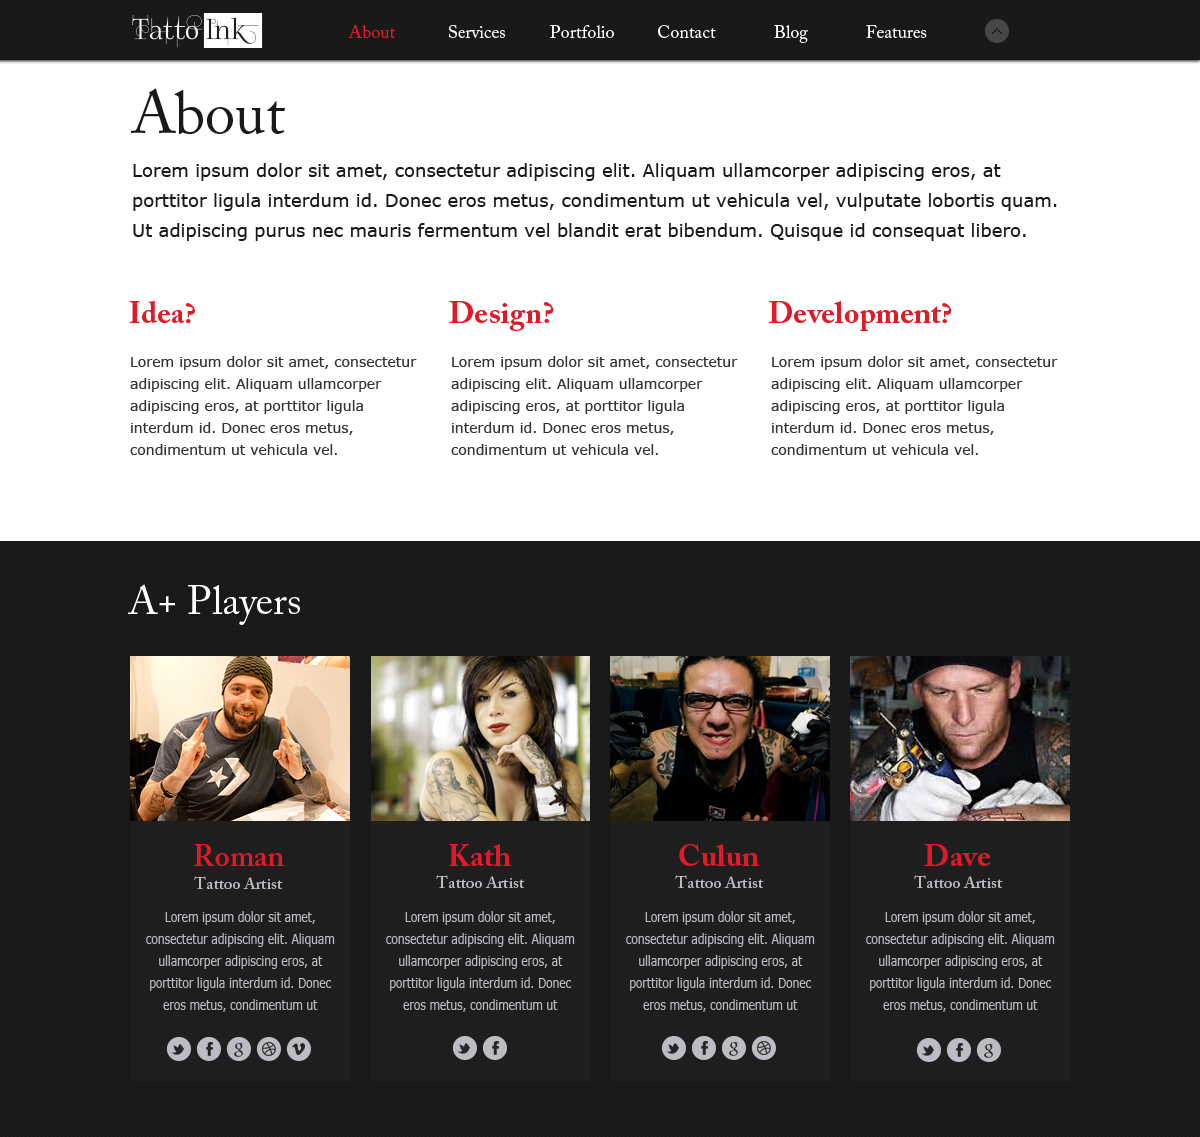 Tatto Ink
About Services Portfolio Contact Blog Features
About
Lorem ipsum dolor sit amet, consectetur adipiscing elit. Aliquam ullamcorper adipiscing eros, at
porttitor ligula interdum id. Donec eros metus, condimentum ut vehicula vel, vulputate lobortis quam.
Ut adipiscing purus nec mauris fermentum vel blandit erat bibendum. Quisque id consequat libero.
Idea?
Lorem ipsum dolor sit amet, consectetur
adipiscing elit. Aliquam ullamcorper
adipiscing eros, at porttitor ligula
interdum id. Donec eros metus,
condimentum ut vehicula vel.
Design?
Lorem ipsum dolor sit amet, consectetur
adipiscing elit. Aliquam ullamcorper
adipiscing eros, at porttitor ligula
interdum id. Donec eros metus,
condimentum ut vehicula vel.
Development?
Lorem ipsum dolor sit amet, consectetur
adipiscing elit. Aliquam ullamcorper
adipiscing eros, at porttitor ligula
interdum id. Donec eros metus,
condimentum ut vehicula vel.
A+ Players
Roman
Tattoo Artist
Lorem ipsum dolor sit amet,
consectetur adipiscing elit. Aliquam
ullamcorper adipiscing eros, at
porttitor ligula interdum id. Donec
eros metus, condimentum ut
Kath
Tattoo Artist
Lorem ipsum dolor sit amet,
consectetur adipiscing elit. Aliquam
ullamcorper adipiscing eros, at
porttitor ligula interdum id. Donec
eros metus, condimentum ut
Culun
Tattoo Artist
Lorem ipsum dolor sit amet,
consectetur adipiscing elit. Aliquam
ullamcorper adipiscing eros, at
porttitor ligula interdum id. Donec
eros metus, condimentum ut
Dave
Tattoo Artist
Lorem ipsum dolor sit amet,
consectetur adipiscing elit. Aliquam
ullamcorper adipiscing eros, at
porttitor ligula interdum id. Donec
eros metus, condimentum ut